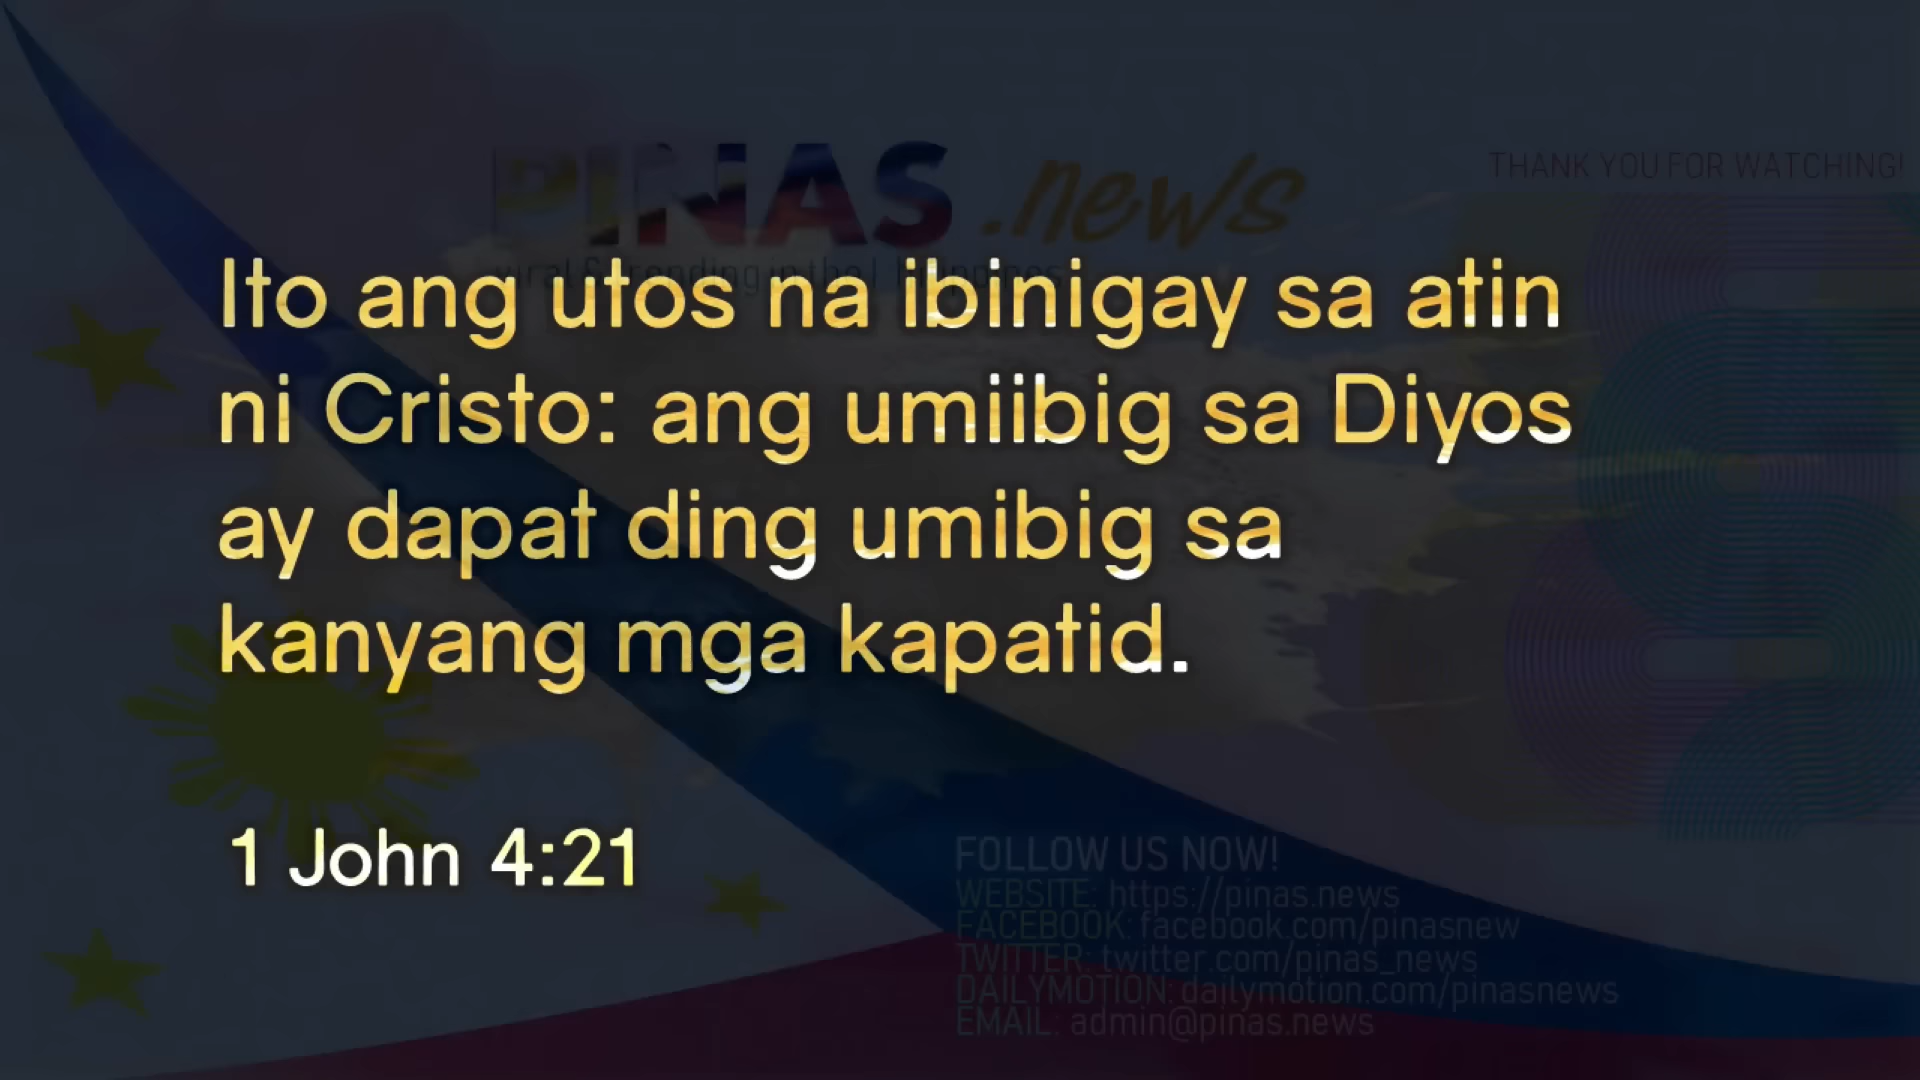 PINAS .news
THANK YOU FOR WATCHING!
Ito ang utos na ibinigay sa atin
ni Cristo: ang umiibig sa Diyos
ay dapat ding umibig sa
kanyang mga kapatid.
1 John 4:21
FOLLOW US NOW!
WEBSITE: https://pinas.news
FACEBOOK: facebook.com/pinasnew
TWITTER: twitter.com/pinas_news
DAILYMOTION: dailymotion.com/pinasnews
EMAIL: admin@pinas.news